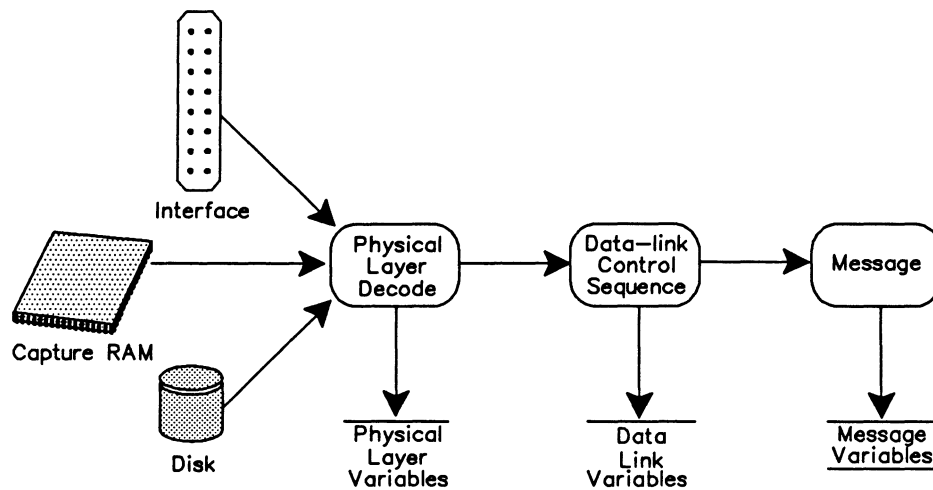 Interface
Capture RAM
Disk
Physical
Layer
Decode
Data-link
Control
Sequence
Message
Physical
Layer
Variables
Data
Link
Variables
Message
Variables